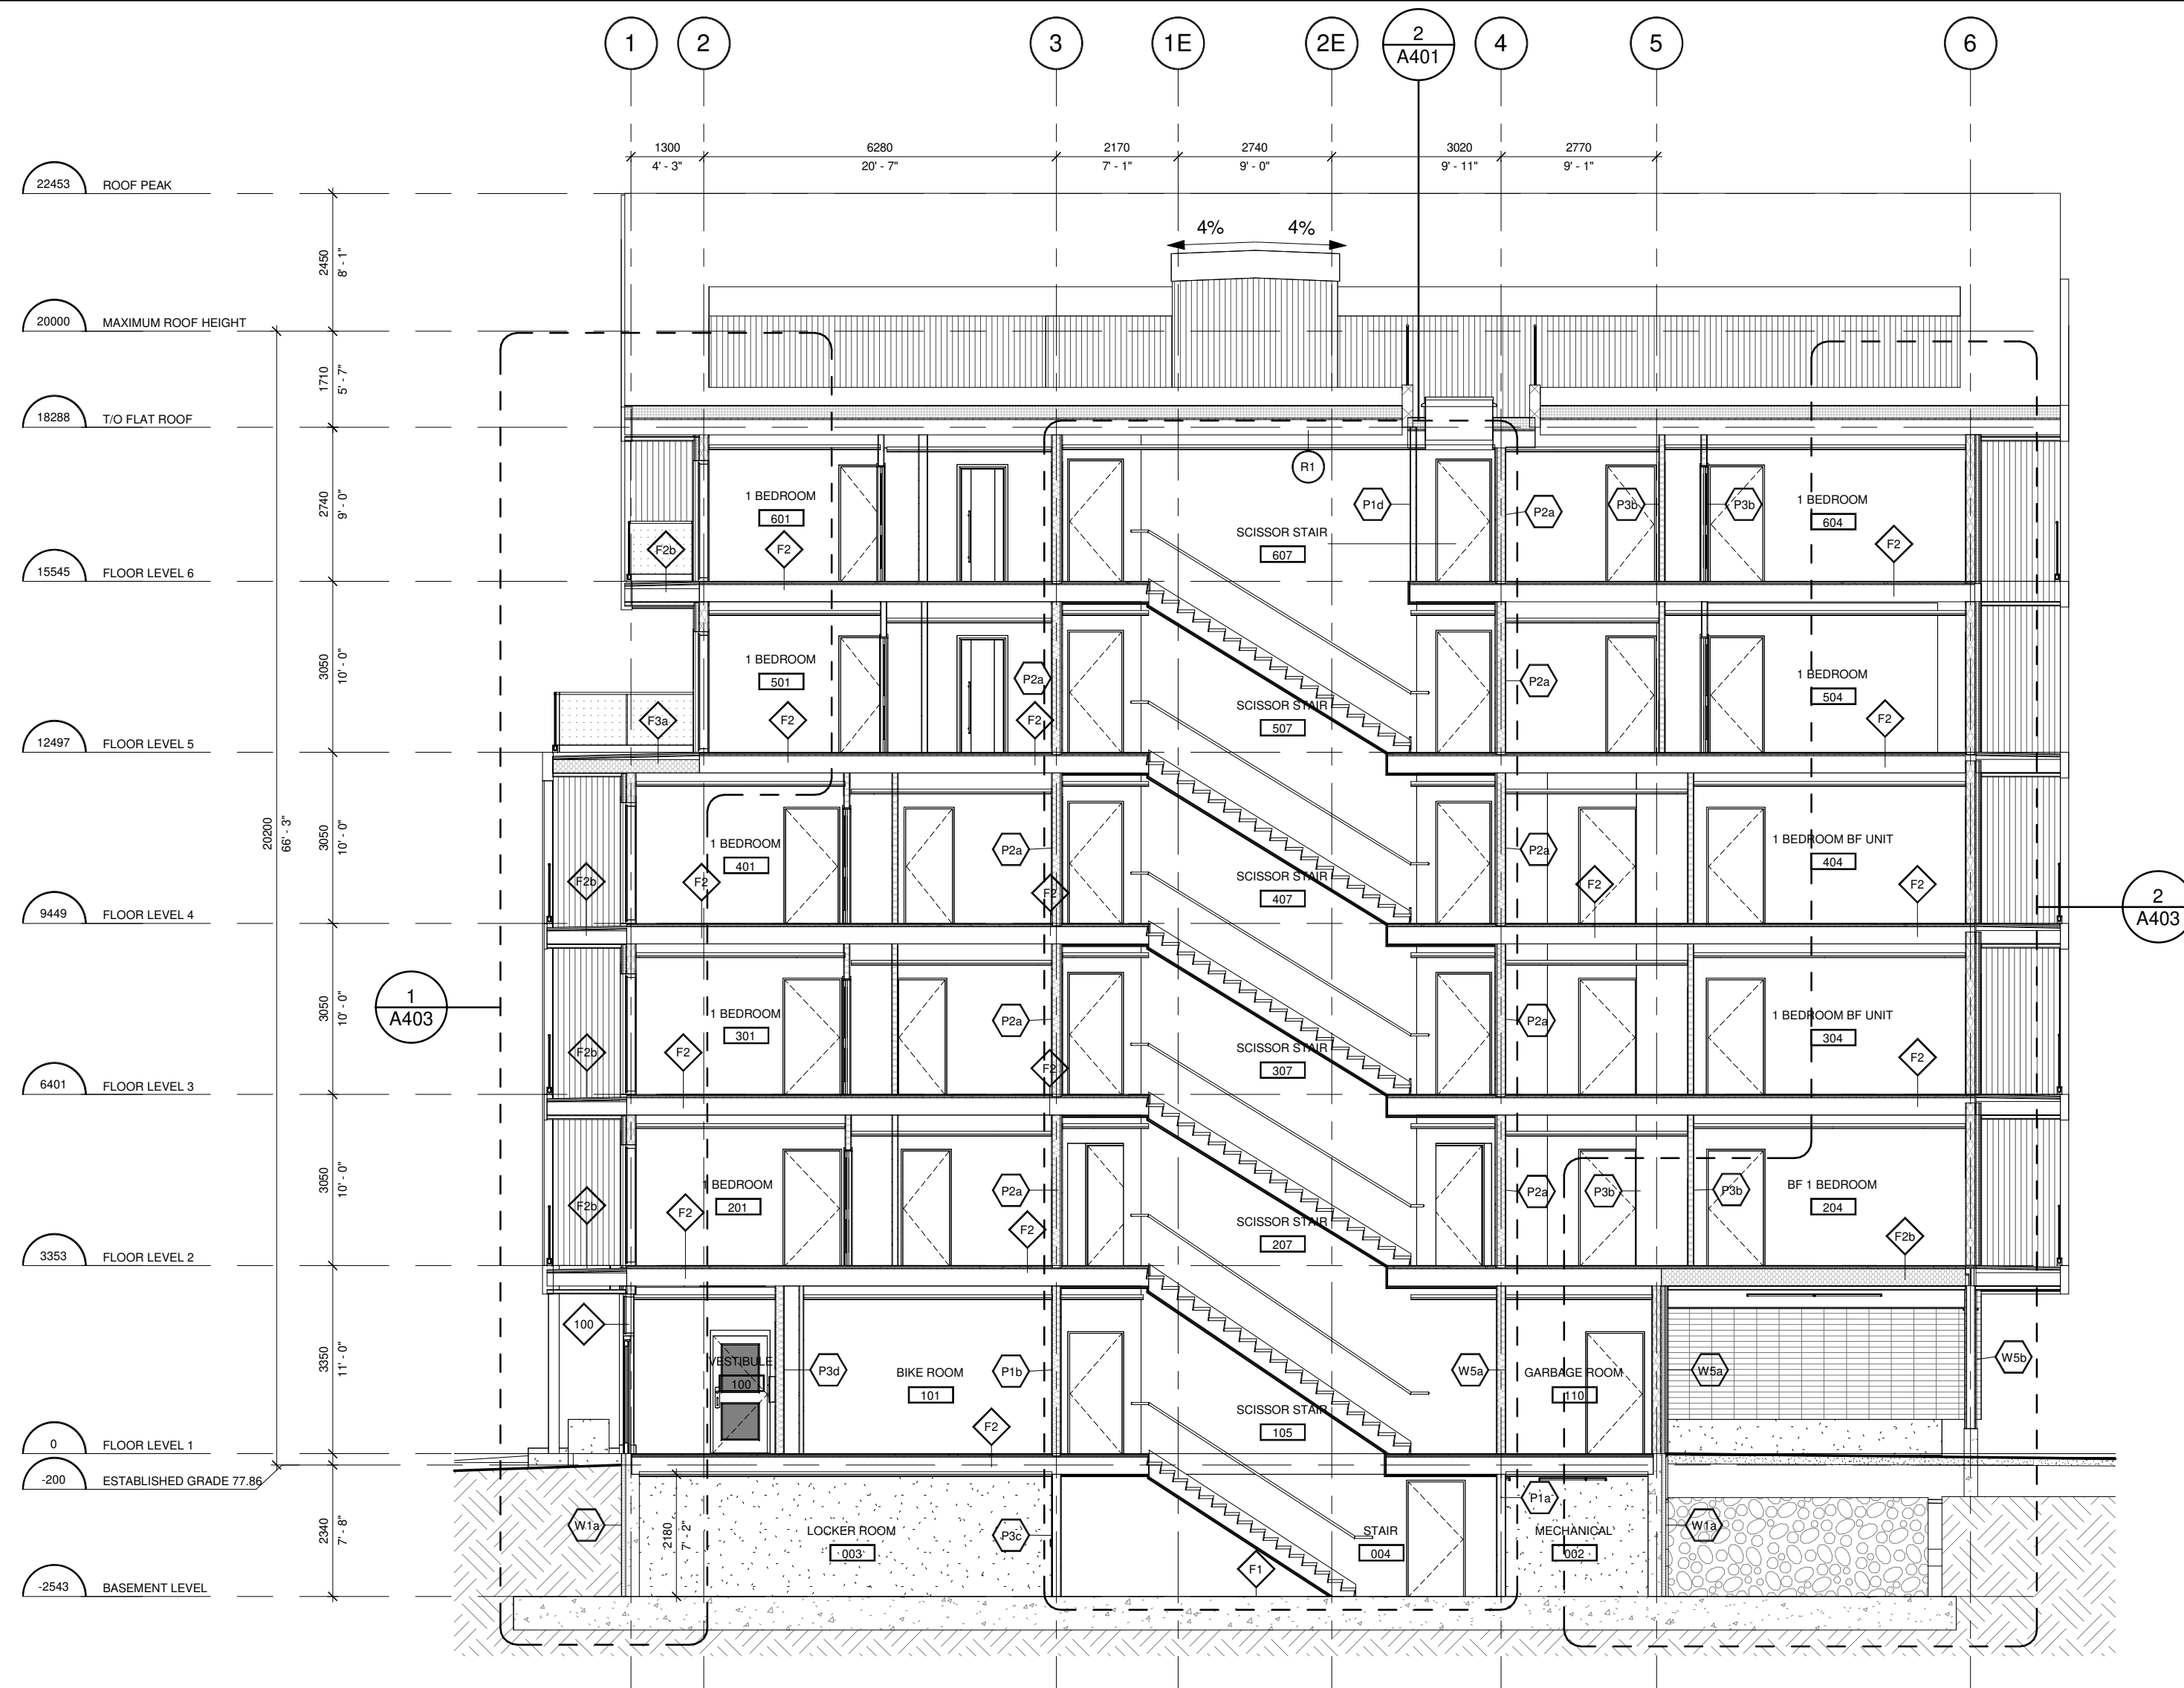 1
2
3
1E
2E
2
A401
4
5
6
1300
4' - 3"
6280
20' - 7"
2170
7' - 1"
2740
9' - 0"
3020
9' - 11"
2770
9' - 1"
22453 ROOF PEAK
2450
8' - 1"
4% 4%
20000 MAXIMUM ROOF HEIGHT
1710
5' - 7"
18288 T/O FLAT ROOF
2740
9' - 0"
R1
1 BEDROOM
601
F2b
F2
SCISSOR STAIR
607
P1d
P2a
P3b
P3b
1 BEDROOM
604
F2
15545 FLOOR LEVEL 6
3050
10' - 0"
1 BEDROOM
501
F3a
F2
P2a
F2
SCISSOR STAIR
507
P2a
1 BEDROOM
504
F2
12497 FLOOR LEVEL 5
3050
10' - 0"
20200
66' - 3"
1 BEDROOM
401
F2b
F2
P2a
F2
SCISSOR STAIR
407
P2a
F2
1 BEDROOM BF UNIT
404
F2
9449 FLOOR LEVEL 4
2
A403
3050
10' - 0"
1
A403
1 BEDROOM
301
F2b
F2
P2a
F2
SCISSOR STAIR
307
P2a
1 BEDROOM BF UNIT
304
F2
6401 FLOOR LEVEL 3
3050
10' - 0"
1 BEDROOM
201
F2b
F2
P2a
F2
SCISSOR STAIR
207
P2a
P3b
P3b
BF 1 BEDROOM
204
F2b
3353 FLOOR LEVEL 2
3350
11' - 0"
100
VESTIBULE
100
P3d
BIKE ROOM
101
P1b
F2
SCISSOR STAIR
105
W5a
GARBAGE ROOM
110
W5a
W5b
0 FLOOR LEVEL 1
-200 ESTABLISHED GRADE 77.86
2340
7' - 8"
W1a
2180
7' - 2"
LOCKER ROOM
003
P3c
F1
STAIR
004
P1a
MECHANICAL
002
W1a
-2543 BASEMENT LEVEL